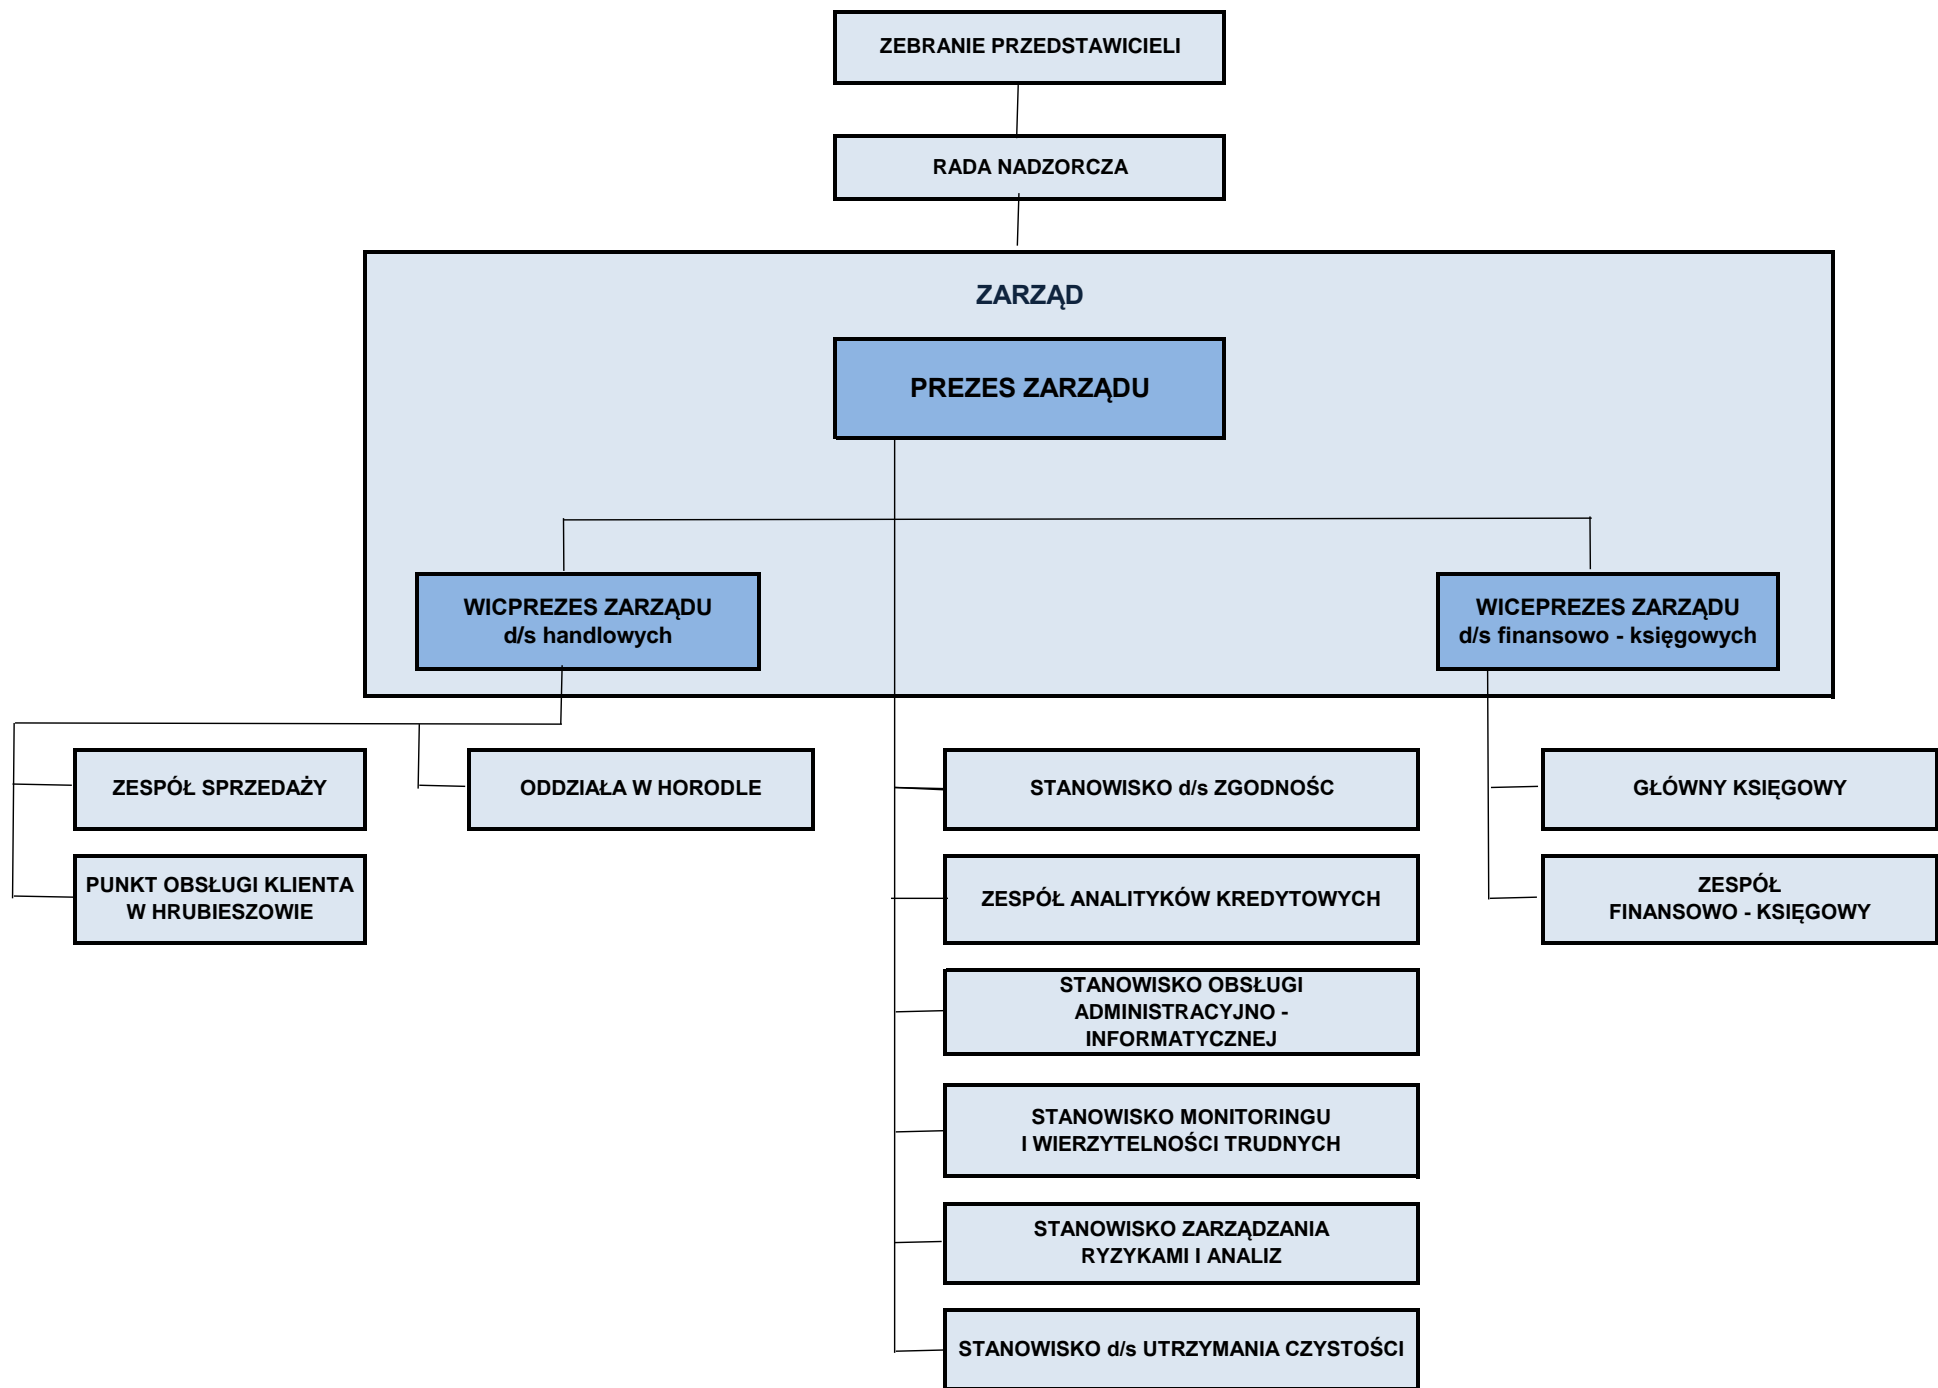 ZEBRANIE PRZEDSTAWICIELI
RADA NADZORCZA
ZARZĄD
PREZES ZARZĄDU
WICPREZES ZARZĄDU
d/s handlowych
WICEPREZES ZARZĄDU
d/s finansowo - księgowych
ZESPÓŁ SPRZEDAŻY
ODDZIAŁA W HORODLE
STANOWISKO d/s ZGODNOŚC
GŁÓWNY KSIĘGOWY
PUNKT OBSŁUGI KLIENTA
W HRUBIESZOWIE
ZESPÓŁ ANALITYKÓW KREDYTOWYCH
ZESPÓŁ
FINANSOWO - KSIĘGOWY
STANOWISKO OBSŁUGI
ADMINISTRACYJNO -
INFORMATYCZNEJ
STANOWISKO MONITORINGU
I WIERZYTELNOŚCI TRUDNYCH
STANOWISKO ZARZĄDZANIA
RYZYKAMI I ANALIZ
STANOWISKO d/s UTRZYMANIA CZYSTOŚCI